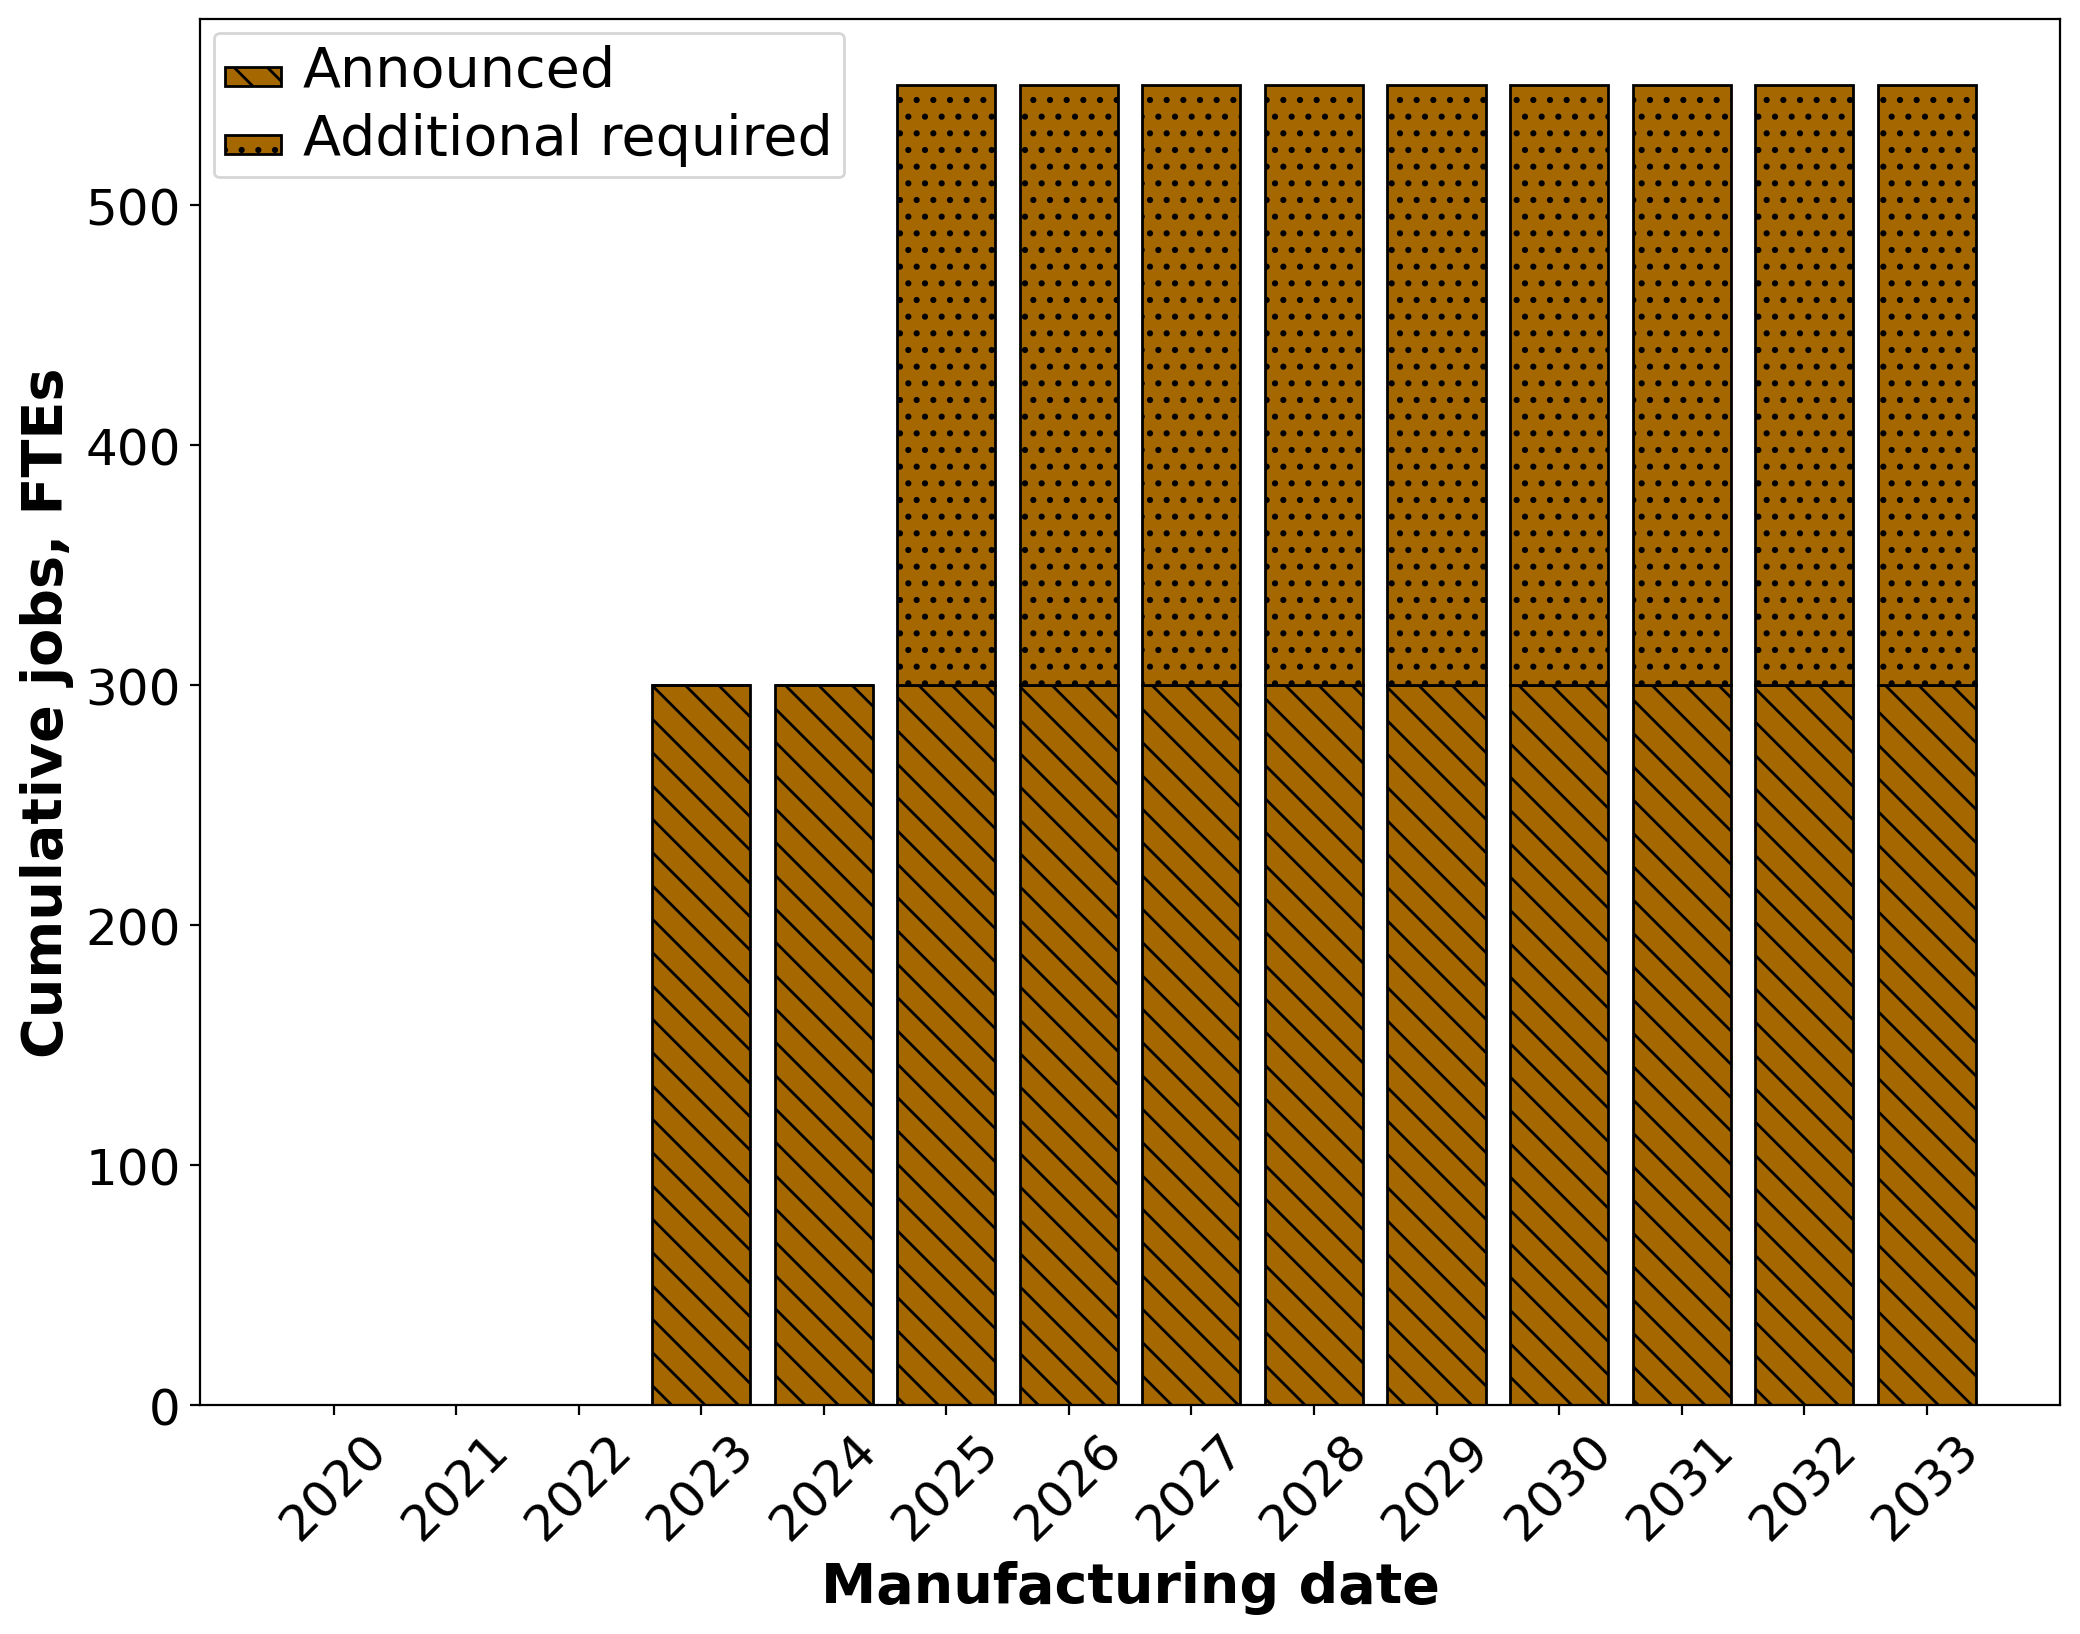 Announced
Additional required
Cumulative jobs, FTEs
500
400
300
200
100
0
2020 2021 2022 2023 2024 2025 2026 2027 2028 2029 2030 2031 2032 2033
Manufacturing date